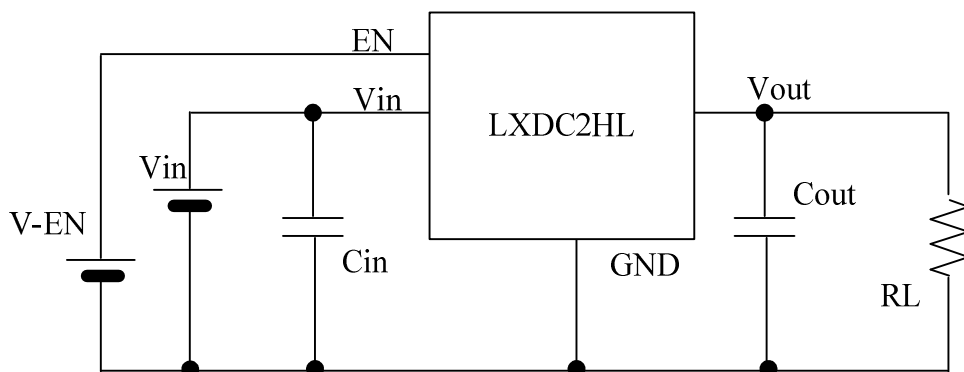 EN
Vin
LXDC2HL
Vout
Vin
V-EN
Cin
GND
Cout
RL